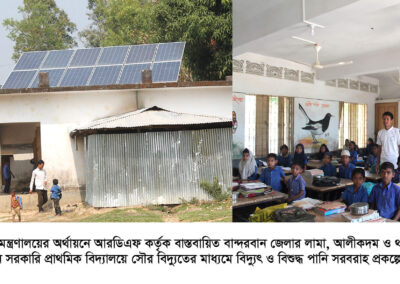 মন্ত্রণালয়ের অর্থায়নে আরডিএফ কর্তৃক বাস্তবায়িত বান্দরবান জেলার লামা, আলীকদম ও থ
ন সরকারি প্রাথমিক বিদ্যালয়ে সৌর বিদ্যুতের মাধ্যমে বিদ্যুৎ ও বিশুদ্ধ পানি সরবরাহ প্রকল্পে